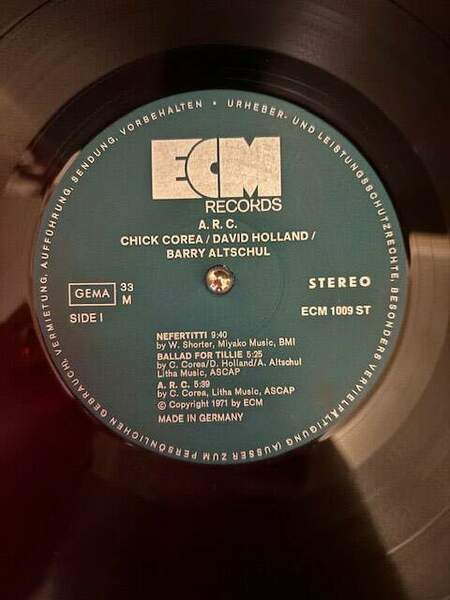 ECM
RECORDS
A. R. C.
CHICK COREA / DAVID HOLLAND /
BARRY ALTSCHUL
GEMA
33
M
SIDE I
STEREO
ECM 1009 ST
NEFERTITTI 9:40
by W. Shorter, Miyako Music, BMI
BALLAD FOR TILLIE 5:25
by C. Corea/D. Holland/A. Altschul
Litha Music, ASCAP
A. R. C. 5:39
by C. Corea, Litha Music, ASCAP
© Copyright 1971 by ECM
MADE IN GERMANY
URHEBER- UND LEISTUNGSSCHUTZRECHTE, BESONDERS VERVIELFÄLTIGUNG (AUSSER ZUM PERSÖNLICHEN GEBRAUCH), VERMIETUNG, AUFFÜHRUNG, SENDUNG, VORBEHALTEN •